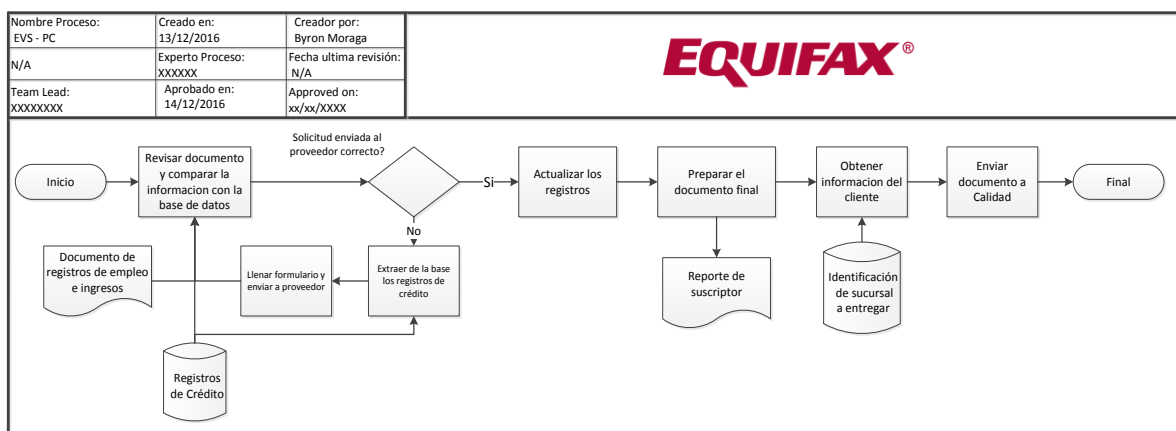 Nombre Proceso:
EVS - PC
Creado en:
13/12/2016
Creador por:
Byron Moraga
N/A
Experto Proceso:
XXXXXX
Fecha ultima revisión:
N/A
Team Lead:
XXXXXXXX
Aprobado en:
14/12/2016
Approved on:
xx/xx/XXXX
EQUIFAX®
Inicio
Revisar documento
y comparar la
informacion con la
base de datos
Solicitud enviada al
proveedor correcto?
Si
No
Actualizar los
registros
Preparar el
documento final
Obtener
informacion del
cliente
Enviar
documento a
Calidad
Final
Documento de
registros de empleo
e ingresos
Llenar formulario y
enviar a proveedor
Extraer de la base
los registros de
crédito
Reporte de
suscriptor
Identificación
de sucursal
a entregar
Registros
de Crédito